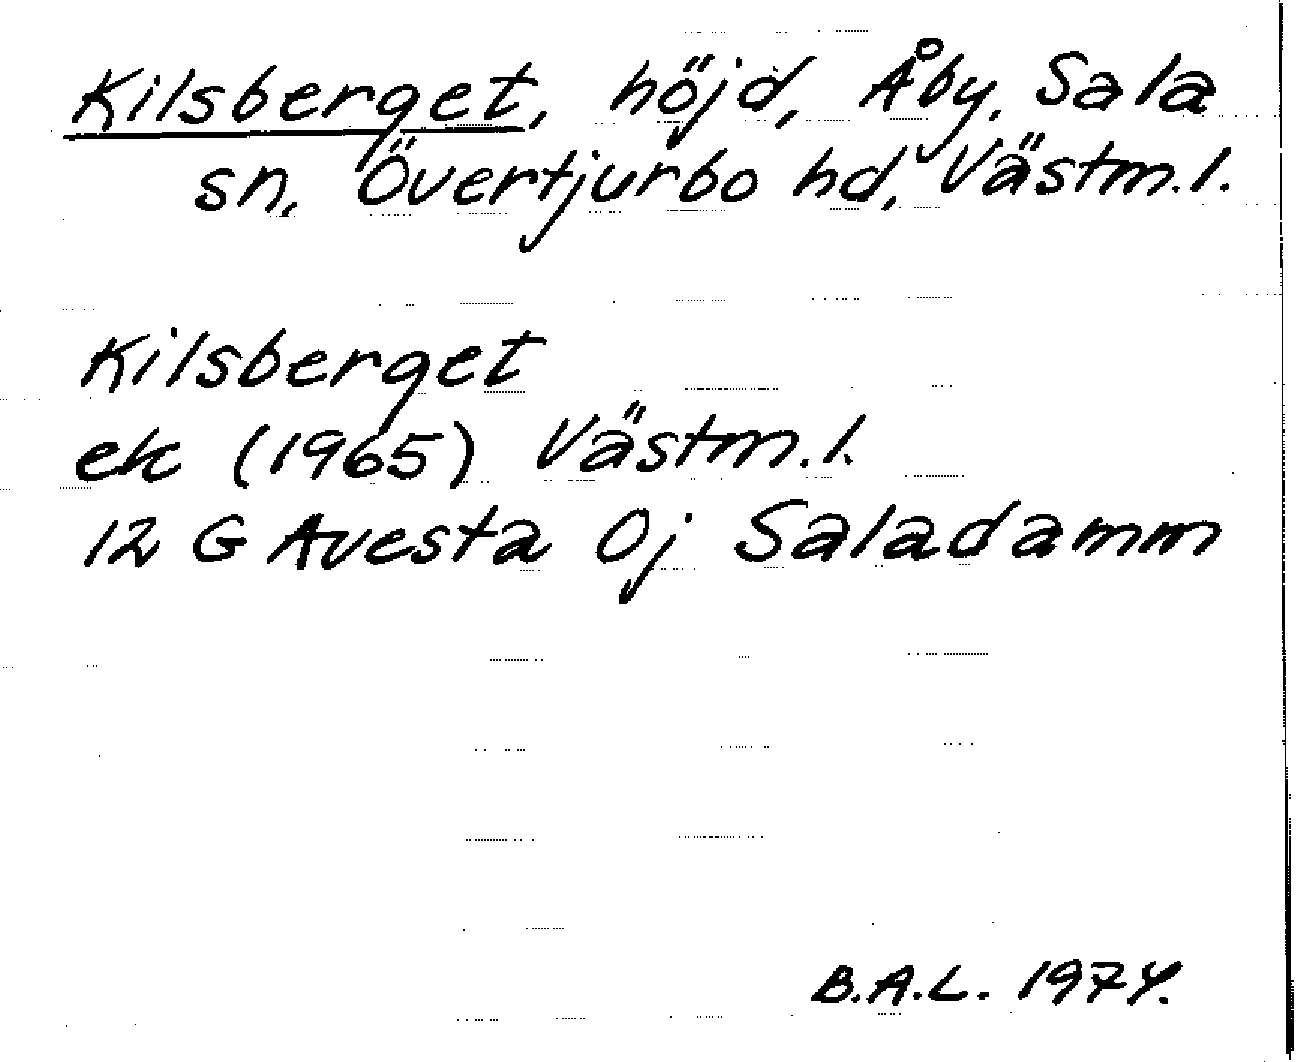 Kilsberget, höjd, Åby, Sala
sn, Övertjurbo hd, Västm.l.
Kilsberget
ek (1965) Västm.l.
12 G Avesta 0j Saladamm
B.A.L. 1974.